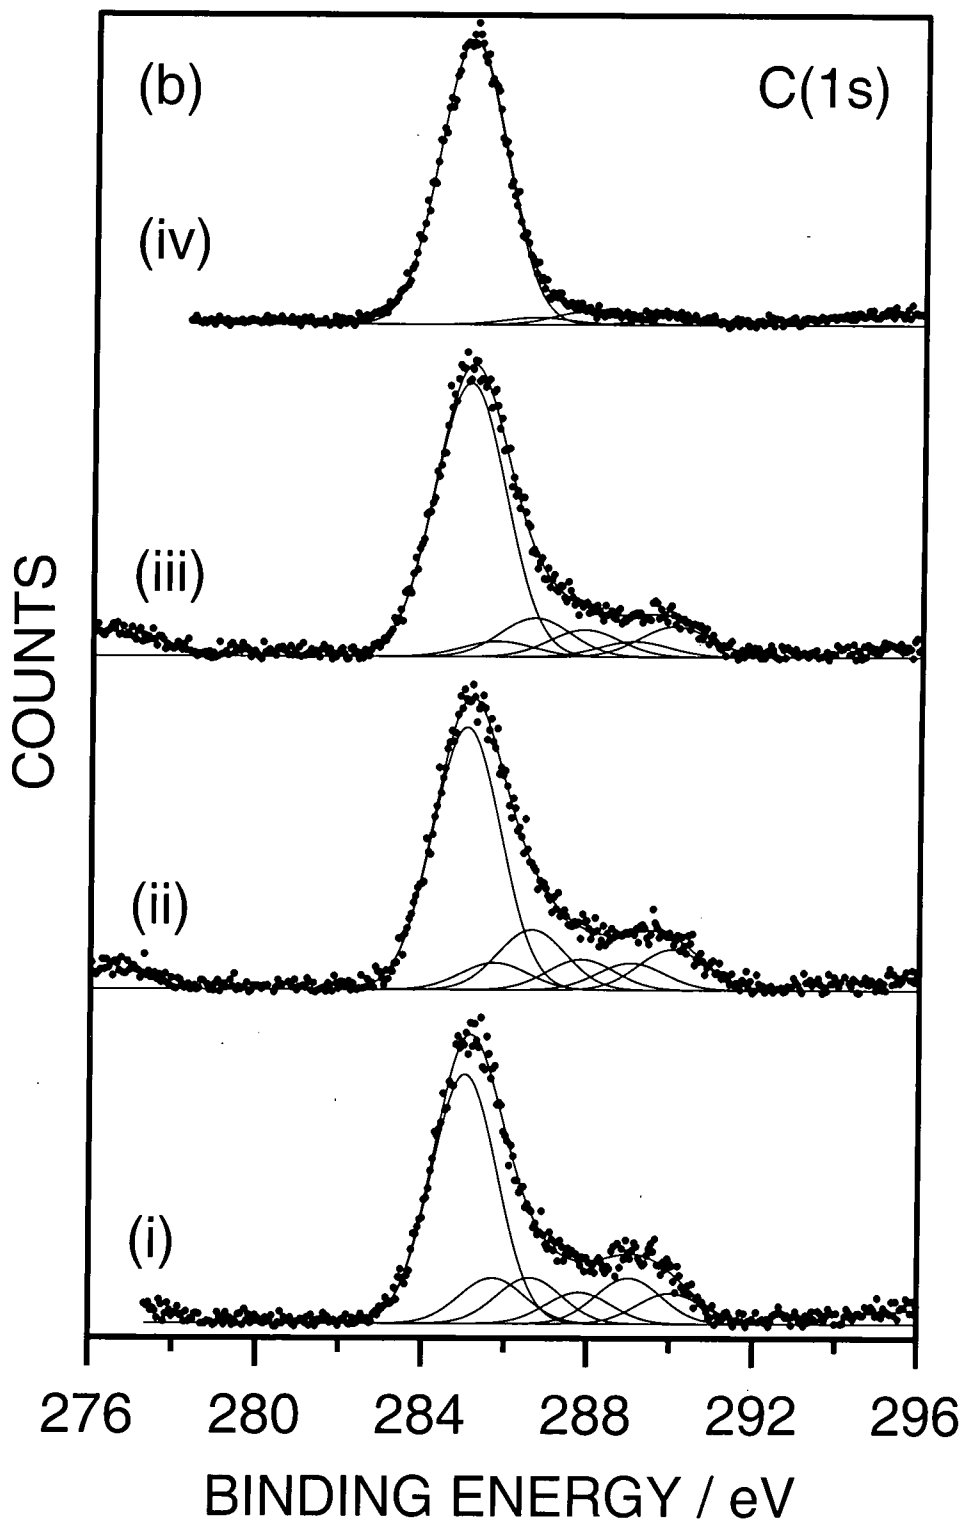 (b) C(1s)
(iv)
(iii)
(ii)
(i)
COUNTS
276 280 284 288 292 296
BINDING ENERGY / eV